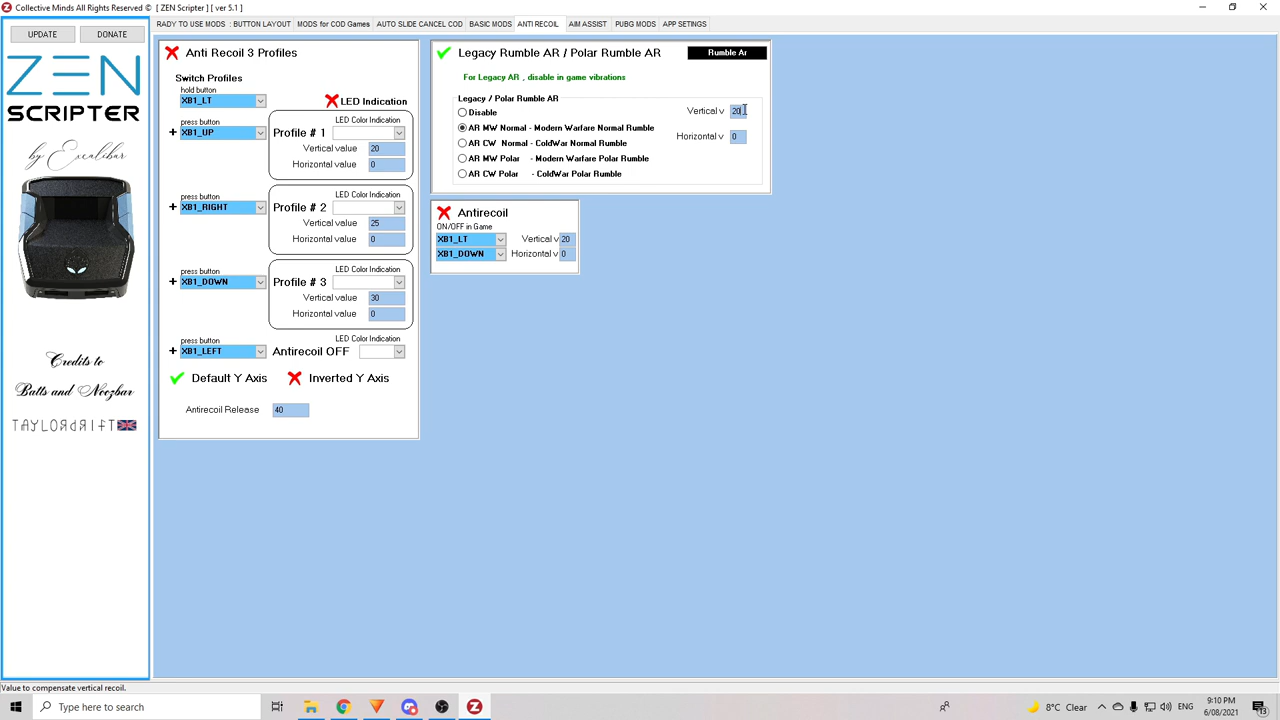 Collective Minds All Rights Reserved © [ ZEN Scripter ] [ ver 5.1 ]
UPDATE
DONATE
ZEN
SCRIPTER
by Excalibur
Credits to
Batts and Noozbar
TAYLORdRIFT
RADY TO USE MODS
BUTTON LAYOUT
MODS for COD Games
AUTO SLIDE CANCEL COD
BASIC MODS
ANTI RECOIL
AIM ASSIST
PUBG MODS
APP SETINGS
Anti Recoil 3 Profiles
Switch Profiles
hold button
XB1_LT
LED Indication
press button
+ XB1_UP
LED Color Indication
Profile # 1
Vertical value 20
Horizontal value 0
press button
+ XB1_RIGHT
LED Color Indication
Profile # 2
Vertical value 25
Horizontal value 0
press button
+ XB1_DOWN
LED Color Indication
Profile # 3
Vertical value 30
Horizontal value 0
press button
+ XB1_LEFT
LED Color Indication
Antirecoil OFF
Default Y Axis
Inverted Y Axis
Antirecoil Release 40
Legacy Rumble AR / Polar Rumble AR
Rumble Ar
For Legacy AR , disable in game vibrations
Legacy / Polar Rumble AR
Disable
AR MW Normal - Modern Warfare Normal Rumble
AR CW Normal - ColdWar Normal Rumble
AR MW Polar - Modern Warfare Polar Rumble
AR CW Polar - ColdWar Polar Rumble
Vertical v 20
Horizontal v 0
Antirecoil
ON/OFF in Game
XB1_LT Vertical v 20
XB1_DOWN Horizontal v 0
Value to compensate vertical recoil.
Type here to search
8°C Clear
ENG
9:10 PM
6/08/2021